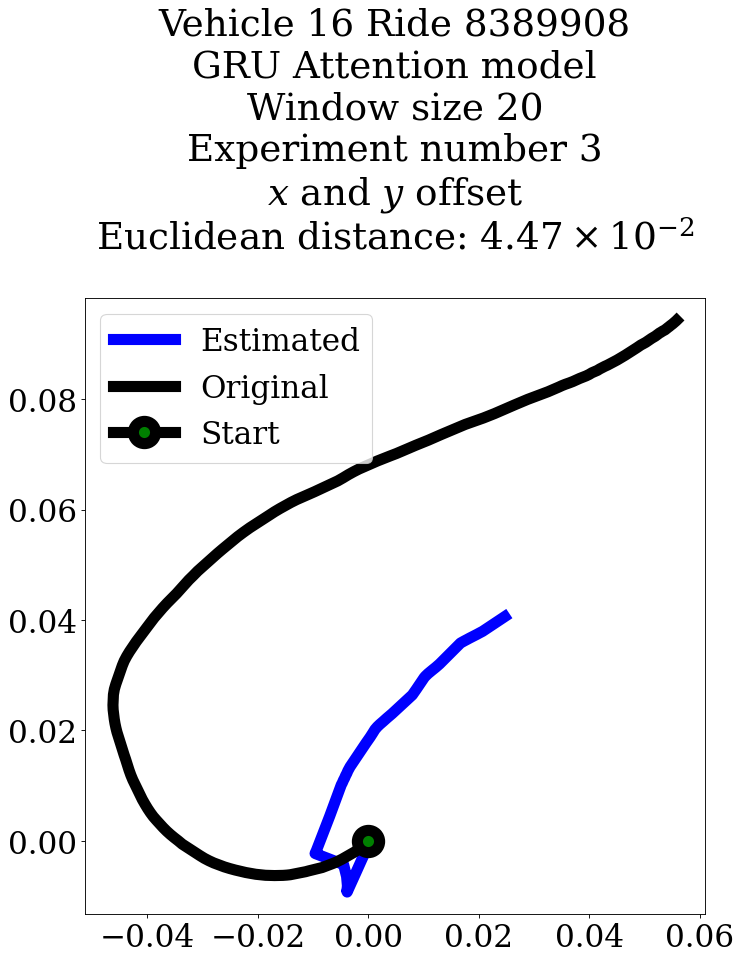 Vehicle 16 Ride 8389908
GRU Attention model
Window size 20
Experiment number 3
x and y offset
Euclidean distance: 4.47 × 10⁻²
Estimated
Original
Start
0.08
0.06
0.04
0.02
0.00
−0.04 −0.02 0.00 0.02 0.04 0.06